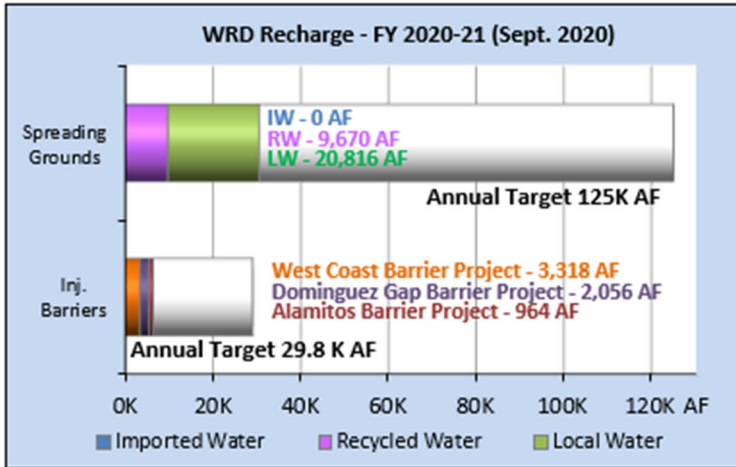 WRD Recharge - FY 2020-21 (Sept. 2020)
Spreading
Grounds
IW - 0 AF
RW - 9,670 AF
LW - 20,816 AF
Annual Target 125K AF
Inj.
Barriers
West Coast Barrier Project - 3,318 AF
Dominguez Gap Barrier Project - 2,056 AF
Alamitos Barrier Project - 964 AF
Annual Target 29.8 K AF
0K 20K 40K 60K 80K 100K 120K AF
Imported Water Recycled Water Local Water